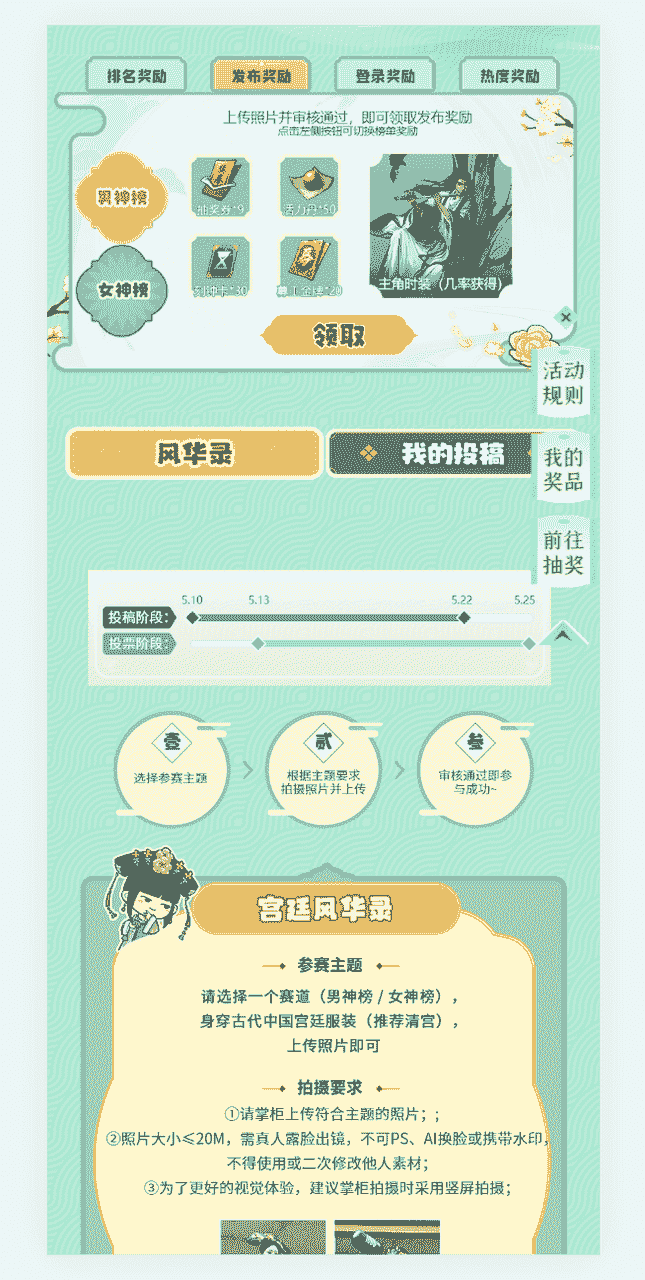 排名奖励
发布奖励
登录奖励
热度奖励
上传照片并审核通过，即可领取发布奖励
点击左侧按钮可切换榜单奖励
男神榜
女神榜
抽奖券*9
活力丹*50
主角时装（几率获得）
领取
活动
规则
风华录
我的投稿
我的
奖品
前往
抽奖
5.10
5.13
5.22
5.25
投稿阶段：
投票阶段：
壹
选择参赛主题
贰
根据主题要求
拍摄照片并上传
叁
审核通过即参
与成功~
宫廷风华录
参赛主题
请选择一个赛道（男神榜 / 女神榜），
身穿古代中国宫廷服装（推荐清宫），
上传照片即可
拍摄要求
①请掌柜上传符合主题的照片；;
②照片大小≤20M，需真人露脸出镜，不可PS、AI换脸或携带水印，
不得使用或二次修改他人素材；
③为了更好的视觉体验，建议掌柜拍摄时采用竖屏拍摄；